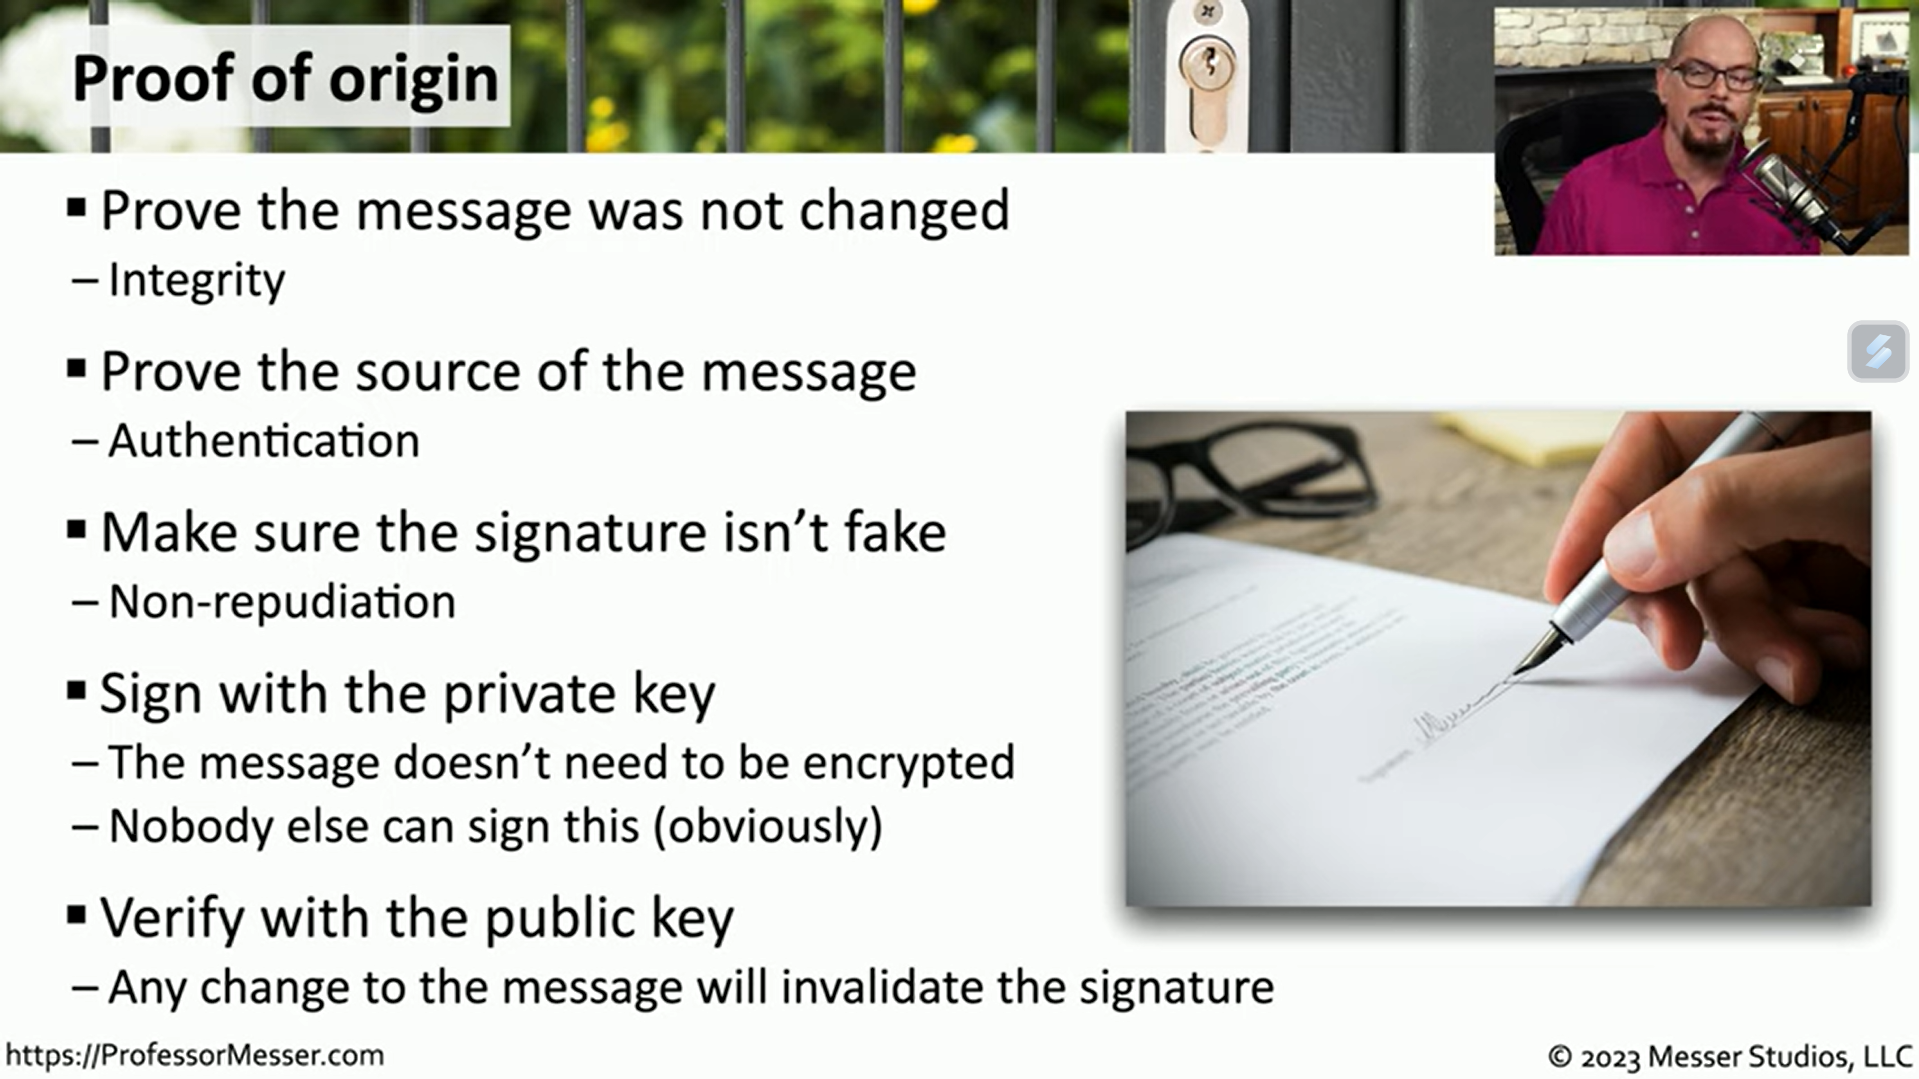 Proof of origin
▪ Prove the message was not changed
– Integrity
▪ Prove the source of the message
– Authentication
▪ Make sure the signature isn’t fake
– Non-repudiation
▪ Sign with the private key
– The message doesn’t need to be encrypted
– Nobody else can sign this (obviously)
▪ Verify with the public key
– Any change to the message will invalidate the signature
https://ProfessorMesser.com
© 2023 Messer Studios, LLC